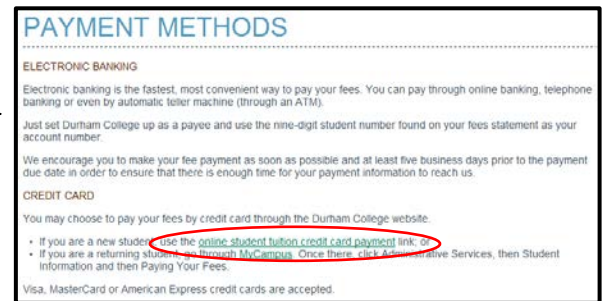 PAYMENT METHODS
ELECTRONIC BANKING
Electronic banking is the fastest, most convenient way to pay your fees. You can pay through online banking, telephone
banking or even by automatic teller machine (through an ATM).
Just set Durham College up as a payee and use the nine-digit student number found on your fees statement as your
account number.
We encourage you to make your fee payment as soon as possible and at least five business days prior to the payment
due date in order to ensure that there is enough time for your payment information to reach us.
CREDIT CARD
You may choose to pay your fees by credit card through the Durham College website.
• If you are a new student, use the online student tuition credit card payment link; or
• If you are a returning student, go through MyCampus. Once there, click Administrative Services, then Student
Information and then Paying Your Fees.
Visa, MasterCard or American Express credit cards are accepted.